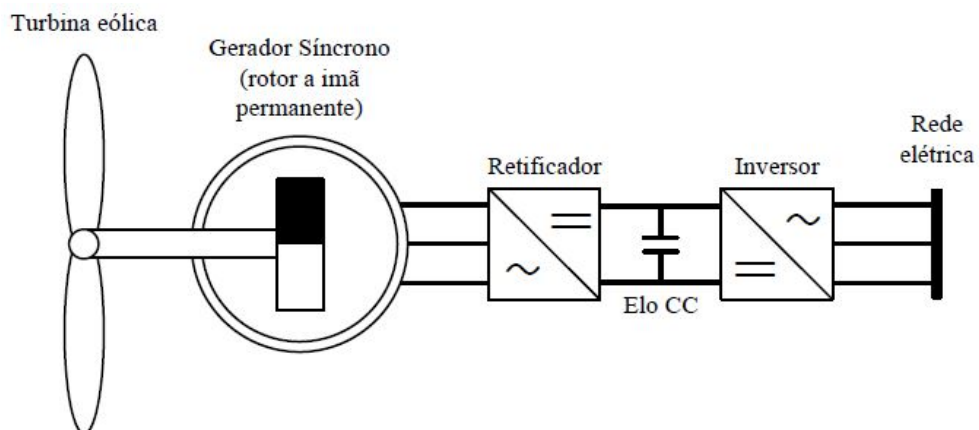 Turbina eólica
Gerador Síncrono
(rotor a imã
permanente)
Retificador
Elo CC
Inversor
Rede
elétrica